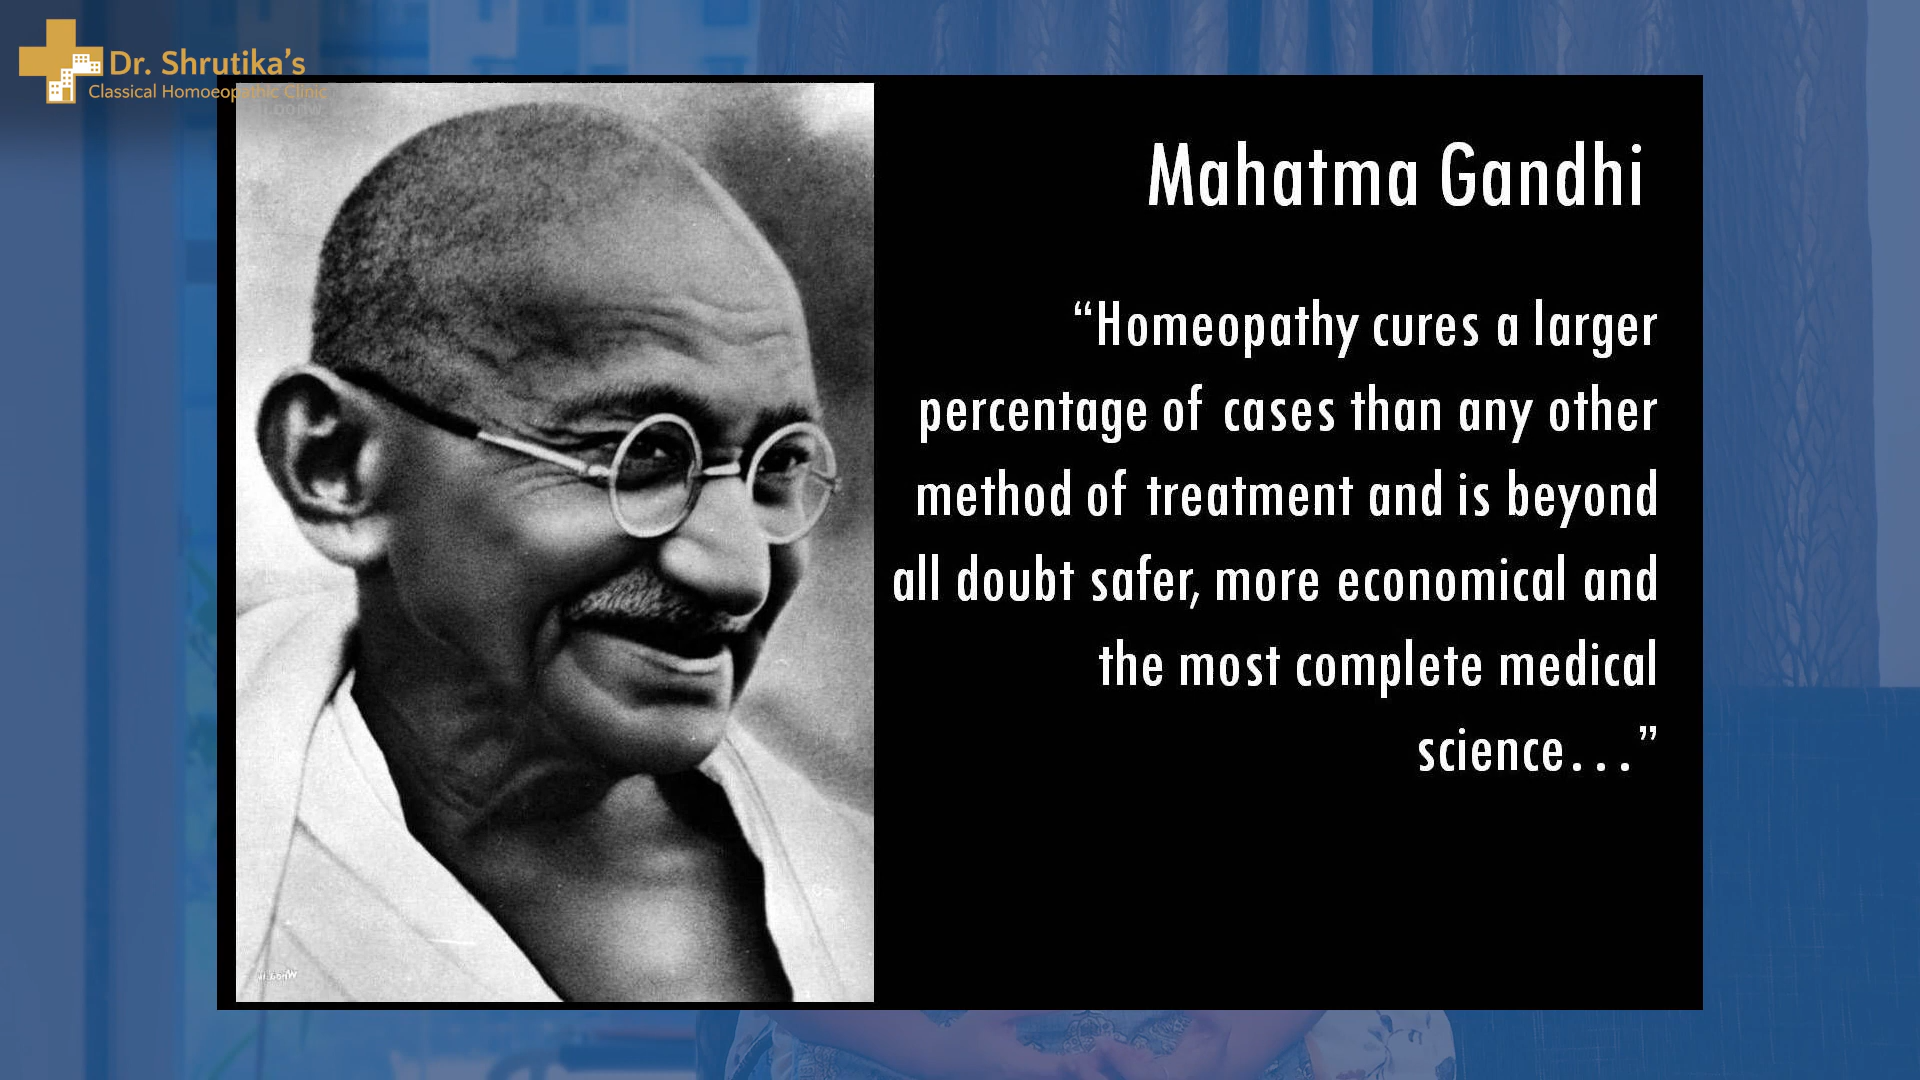 Dr. Shrutika's
Classical Homoeopathic Clinic
Mahatma Gandhi
“Homeopathy cures a larger
percentage of cases than any other
method of treatment and is beyond
all doubt safer, more economical and
the most complete medical
science...”